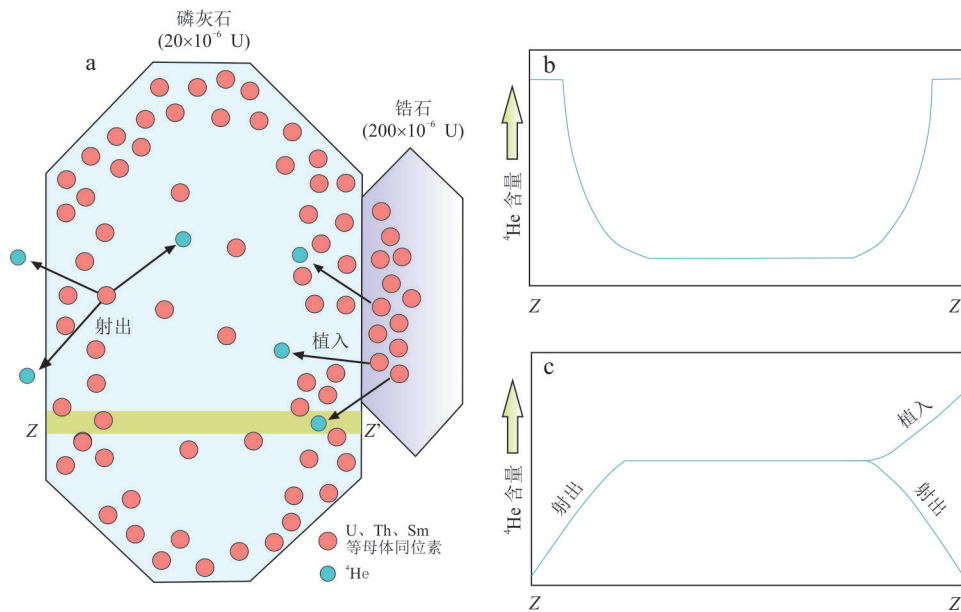 磷灰石
(20×10⁻⁶ U)
a
锆石
(200×10⁻⁶ U)
射出
植入
Z
Z'
U、Th、Sm
等母体同位素
⁴He
b
⁴He 含量
Z
Z
c
⁴He 含量
射出
植入
射出
Z
Z